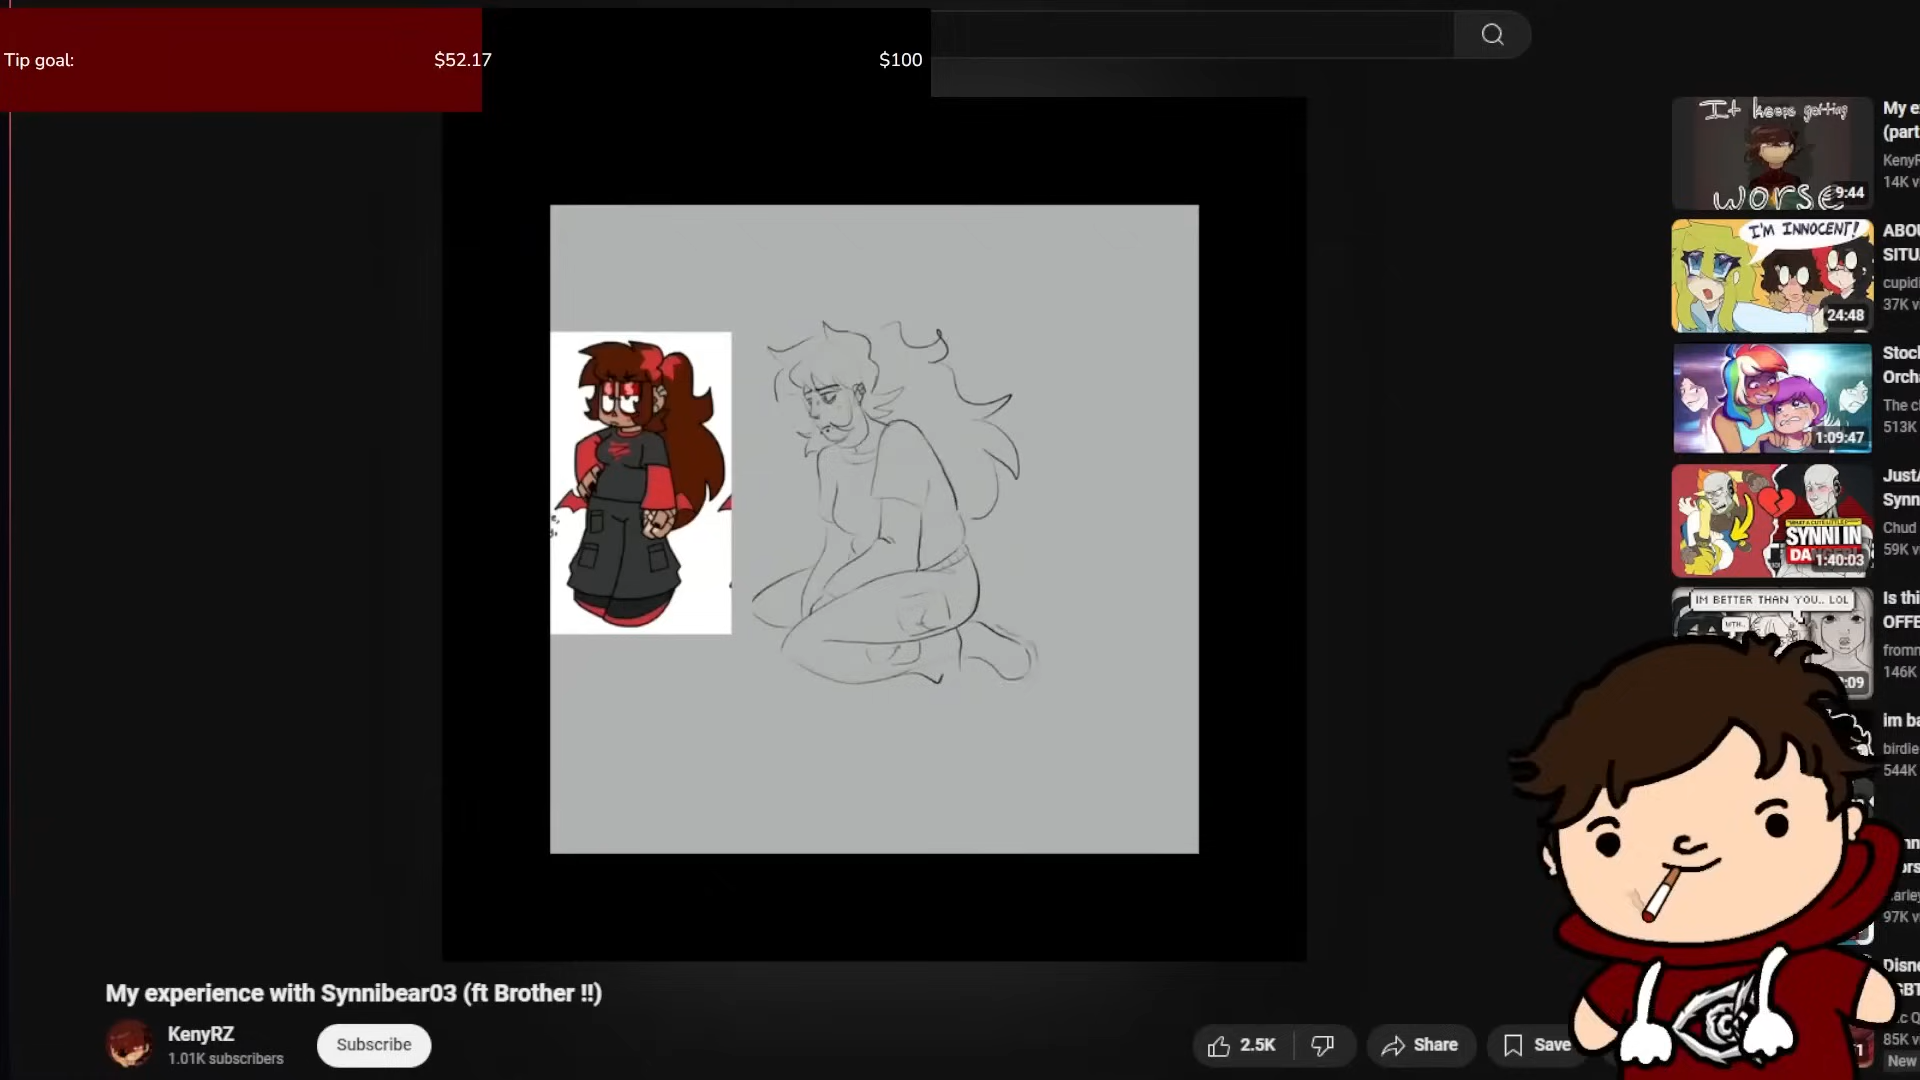 Tip goal:
$52.17
$100
It keeps getting
worse
9:44
I'M INNOCENT!
24:48
1:09:47
SYNNI IN
1:40:03
IM BETTER THAN YOU.. LOL
WTH..
:09
My e
(part
KenyR
14K v
ABOU
SITU
cupidi
37K v
Stoc
Orch
The c
513K
Just
Synn
Chud
59K v
Is thi
OFFE
fromn
146K
im ba
birdie
544K
97K v
Disne
85K v
New
My experience with Synnibear03 (ft Brother !!)
KenyRZ
1.01K subscribers
Subscribe
2.5K
Share
Save